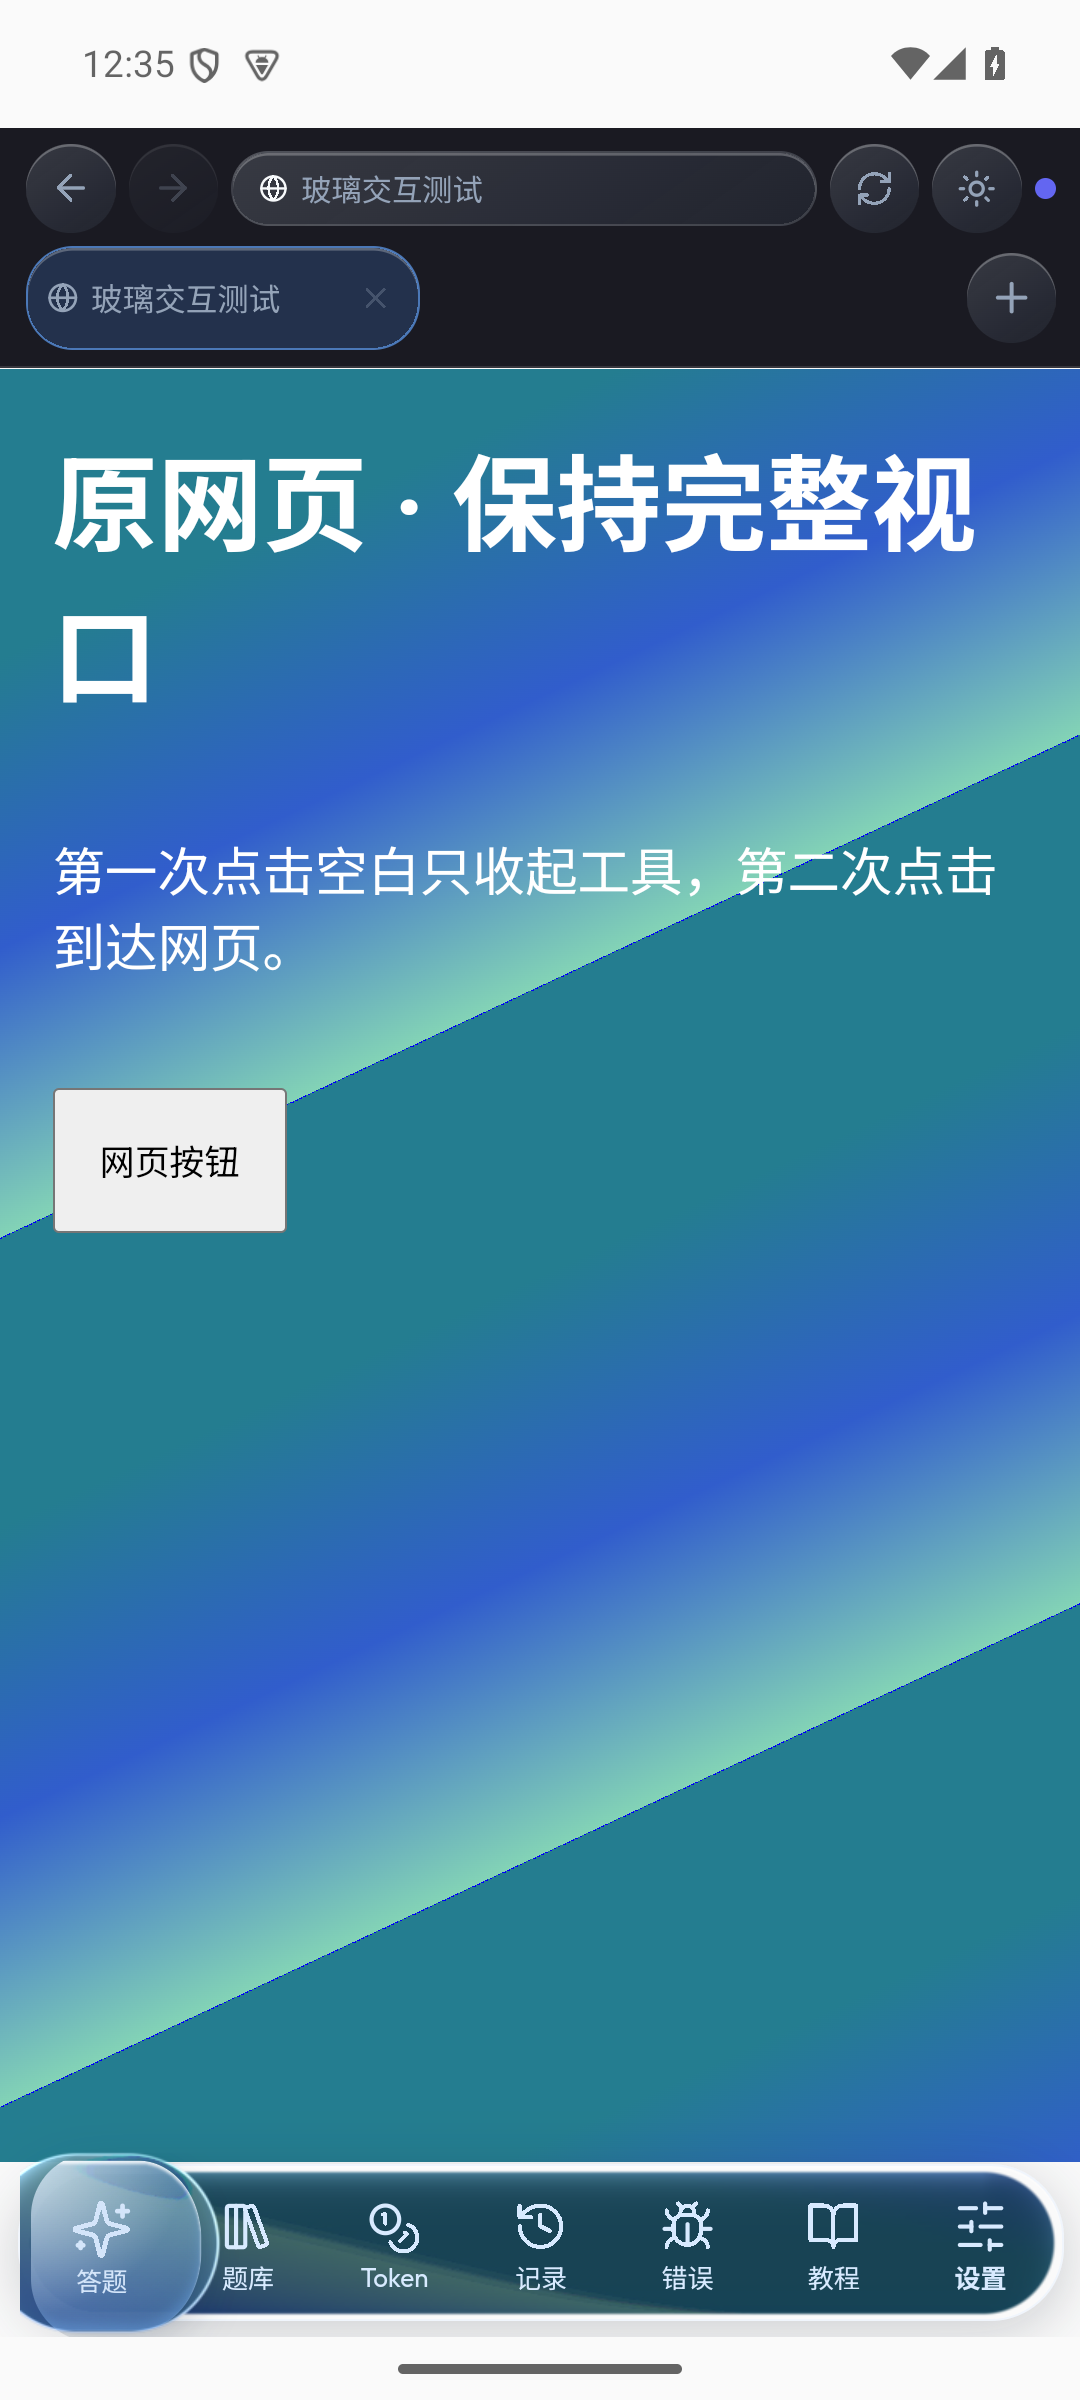 12:35
玻璃交互测试
玻璃交互测试
原网页 · 保持完整视
口
第一次点击空白只收起工具，第二次点击
到达网页。
网页按钮
答题 题库 Token 记录 错误 教程 设置